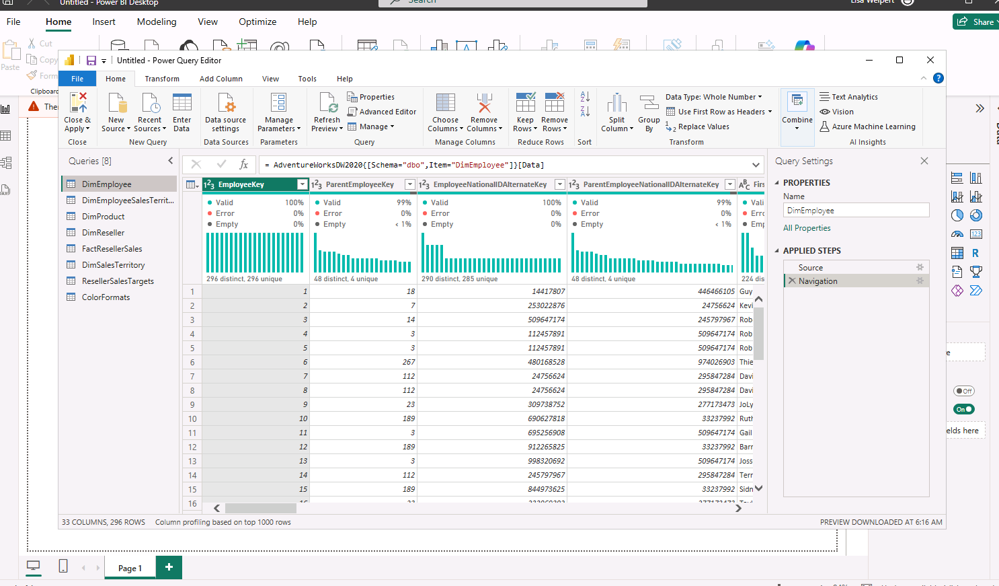 Untitled - Power BI Desktop
Search
Lisa Weipert
File
Home
Insert
Modeling
View
Optimize
Help
Share
Paste
Cut
Copy
Form
Clipboard
Untitled - Power Query Editor
File
Home
Transform
Add Column
View
Tools
Help
Close &
Apply
Close
New
Source
Recent
Sources
Enter
Data
New Query
Data source
settings
Data Sources
Manage
Parameters
Parameters
Refresh
Preview
Properties
Advanced Editor
Manage
Query
Choose
Columns
Remove
Columns
Manage Columns
Keep
Rows
Remove
Rows
Reduce Rows
Sort
Split
Column
Group
By
Data Type: Whole Number
Use First Row as Headers
Replace Values
Transform
Combine
Text Analytics
Vision
Azure Machine Learning
AI Insights
Ther
Queries [8]
DimEmployee
DimEmployeeSalesTerrit...
DimProduct
DimReseller
FactResellerSales
DimSalesTerritory
ResellerSalesTargets
ColorFormats
fx
= AdventureWorksDW2020{[Schema="dbo",Item="DimEmployee"]}[Data]
EmployeeKey
ParentEmployeeKey
EmployeeNationalIDAlternateKey
ParentEmployeeNationalIDAlternateKey
Firs
Valid 100% Valid 99% Valid 100% Valid 99% Vali
Error 0% Error 0% Error 0% Error 0% Erro
Empty 0% Empty < 1% Empty 0% Empty < 1% Emp
296 distinct, 296 unique 48 distinct, 4 unique 290 distinct, 285 unique 48 distinct, 4 unique 224 dis
1 1 18 14417807 446466105 Guy
2 2 7 253022876 24756624 Kevi
3 3 14 509647174 245797967 Rob
4 4 3 112457891 509647174 Rob
5 5 3 112457891 509647174 Rob
6 6 267 480168528 974026903 Thie
7 7 112 24756624 295847284 Davi
8 8 112 24756624 295847284 Davi
9 9 23 309738752 277173473 JoLy
10 10 189 690627818 33237992 Ruth
11 11 3 695256908 509647174 Gail
12 12 189 912265825 33237992 Barr
13 13 3 998320692 509647174 Joss
14 14 112 245797967 295847284 Terr
15 15 189 844973625 33237992 Sidn
16
Query Settings
PROPERTIES
Name
DimEmployee
All Properties
APPLIED STEPS
Source
Navigation
Data
123
R
e
Off
On
elds here
33 COLUMNS, 296 ROWS
Column profiling based on top 1000 rows
PREVIEW DOWNLOADED AT 6:16 AM
Page 1